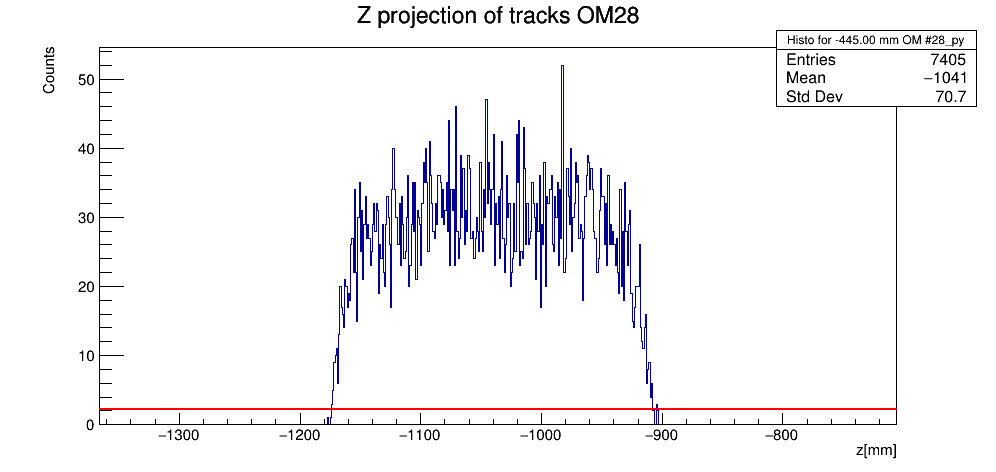 Z projection of tracks OM28
Histo for -445.00 mm OM #28_py
Entries 7405
Mean −1041
Std Dev 70.7
Counts
50
40
30
20
10
0
−1300 −1200 −1100 −1000 −900 −800
z[mm]